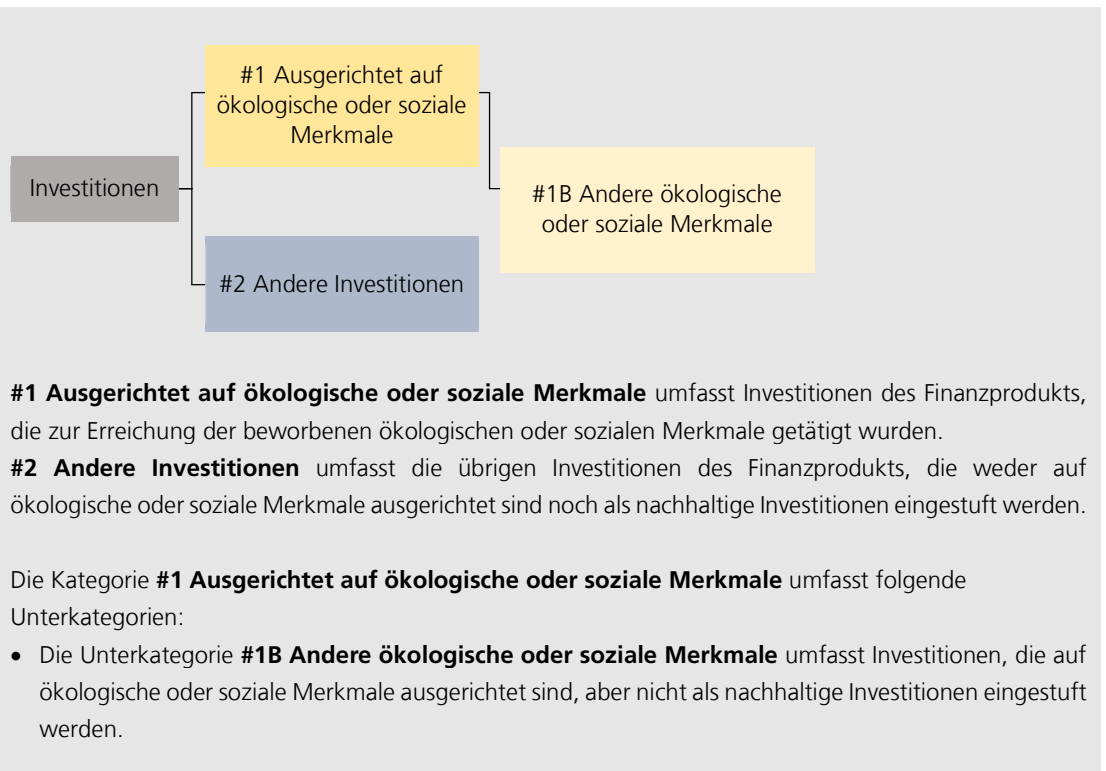 #1 Ausgerichtet auf
ökologische oder soziale
Merkmale
Investitionen
#1B Andere ökologische
oder soziale Merkmale
#2 Andere Investitionen
#1 Ausgerichtet auf ökologische oder soziale Merkmale umfasst Investitionen des Finanzprodukts,
die zur Erreichung der beworbenen ökologischen oder sozialen Merkmale getätigt wurden.
#2 Andere Investitionen umfasst die übrigen Investitionen des Finanzprodukts, die weder auf
ökologische oder soziale Merkmale ausgerichtet sind noch als nachhaltige Investitionen eingestuft werden.
Die Kategorie #1 Ausgerichtet auf ökologische oder soziale Merkmale umfasst folgende
Unterkategorien:
• Die Unterkategorie #1B Andere ökologische oder soziale Merkmale umfasst Investitionen, die auf
ökologische oder soziale Merkmale ausgerichtet sind, aber nicht als nachhaltige Investitionen eingestuft
werden.